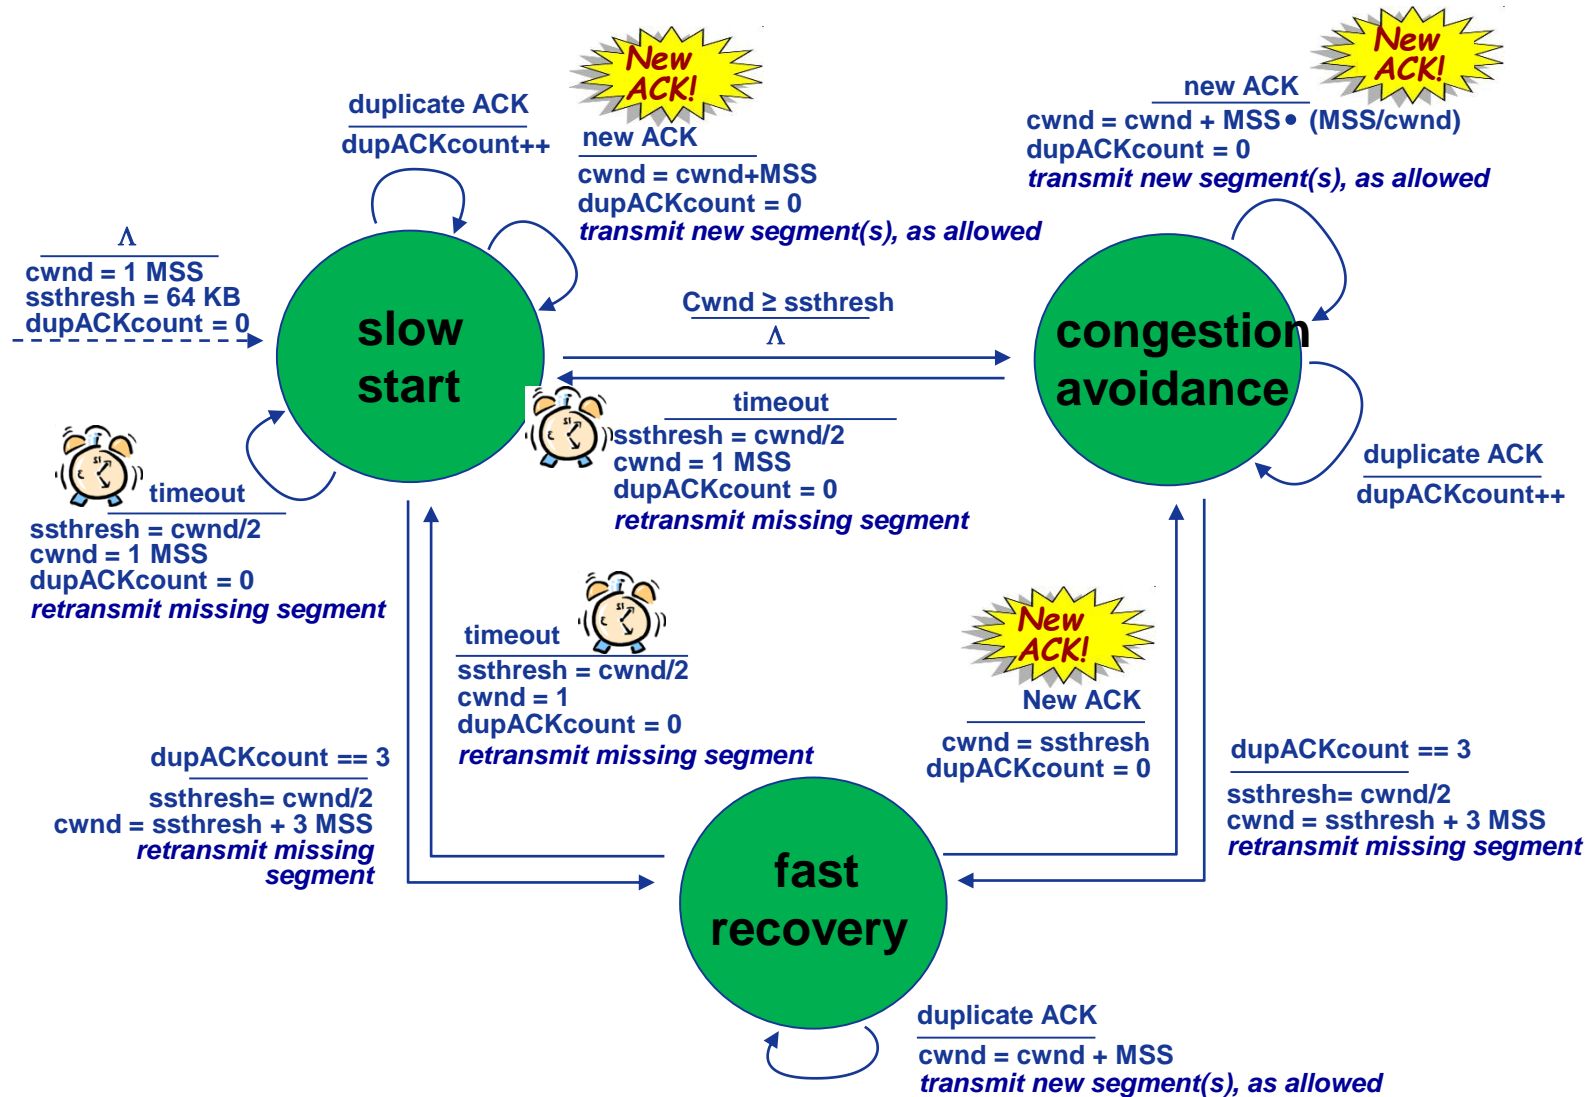 New
ACK!
duplicate ACK
dupACKcount++
new ACK
cwnd = cwnd+MSS
dupACKcount = 0
transmit new segment(s), as allowed
New
ACK!
new ACK
cwnd = cwnd + MSS • (MSS/cwnd)
dupACKcount = 0
transmit new segment(s), as allowed
Λ
cwnd = 1 MSS
ssthresh = 64 KB
dupACKcount = 0
slow
start
Cwnd ≥ ssthresh
Λ
congestion
avoidance
timeout
ssthresh = cwnd/2
cwnd = 1 MSS
dupACKcount = 0
retransmit missing segment
duplicate ACK
dupACKcount++
timeout
ssthresh = cwnd/2
cwnd = 1 MSS
dupACKcount = 0
retransmit missing segment
timeout
ssthresh = cwnd/2
cwnd = 1
dupACKcount = 0
retransmit missing segment
New
ACK!
New ACK
cwnd = ssthresh
dupACKcount = 0
dupACKcount == 3
ssthresh= cwnd/2
cwnd = ssthresh + 3 MSS
retransmit missing
segment
dupACKcount == 3
ssthresh= cwnd/2
cwnd = ssthresh + 3 MSS
retransmit missing segment
fast
recovery
duplicate ACK
cwnd = cwnd + MSS
transmit new segment(s), as allowed